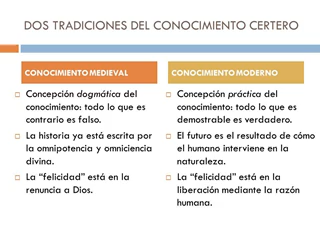 DOS TRADICIONES DEL CONOCIMIENTO CERTERO
CONOCIMIENTO MEDIEVAL
Concepción dogmática del
conocimiento: todo lo que es
contrario es falso.
La historia ya está escrita por
la omnipotencia y omniciencia
divina.
La “felicidad” está en la
renuncia a Dios.
CONOCIMIENTO MODERNO
Concepción práctica del
conocimiento: todo lo que es
demostrable es verdadero.
El futuro es el resultado de cómo
el humano interviene en la
naturaleza.
La “felicidad” está en la
liberación mediante la razón
humana.